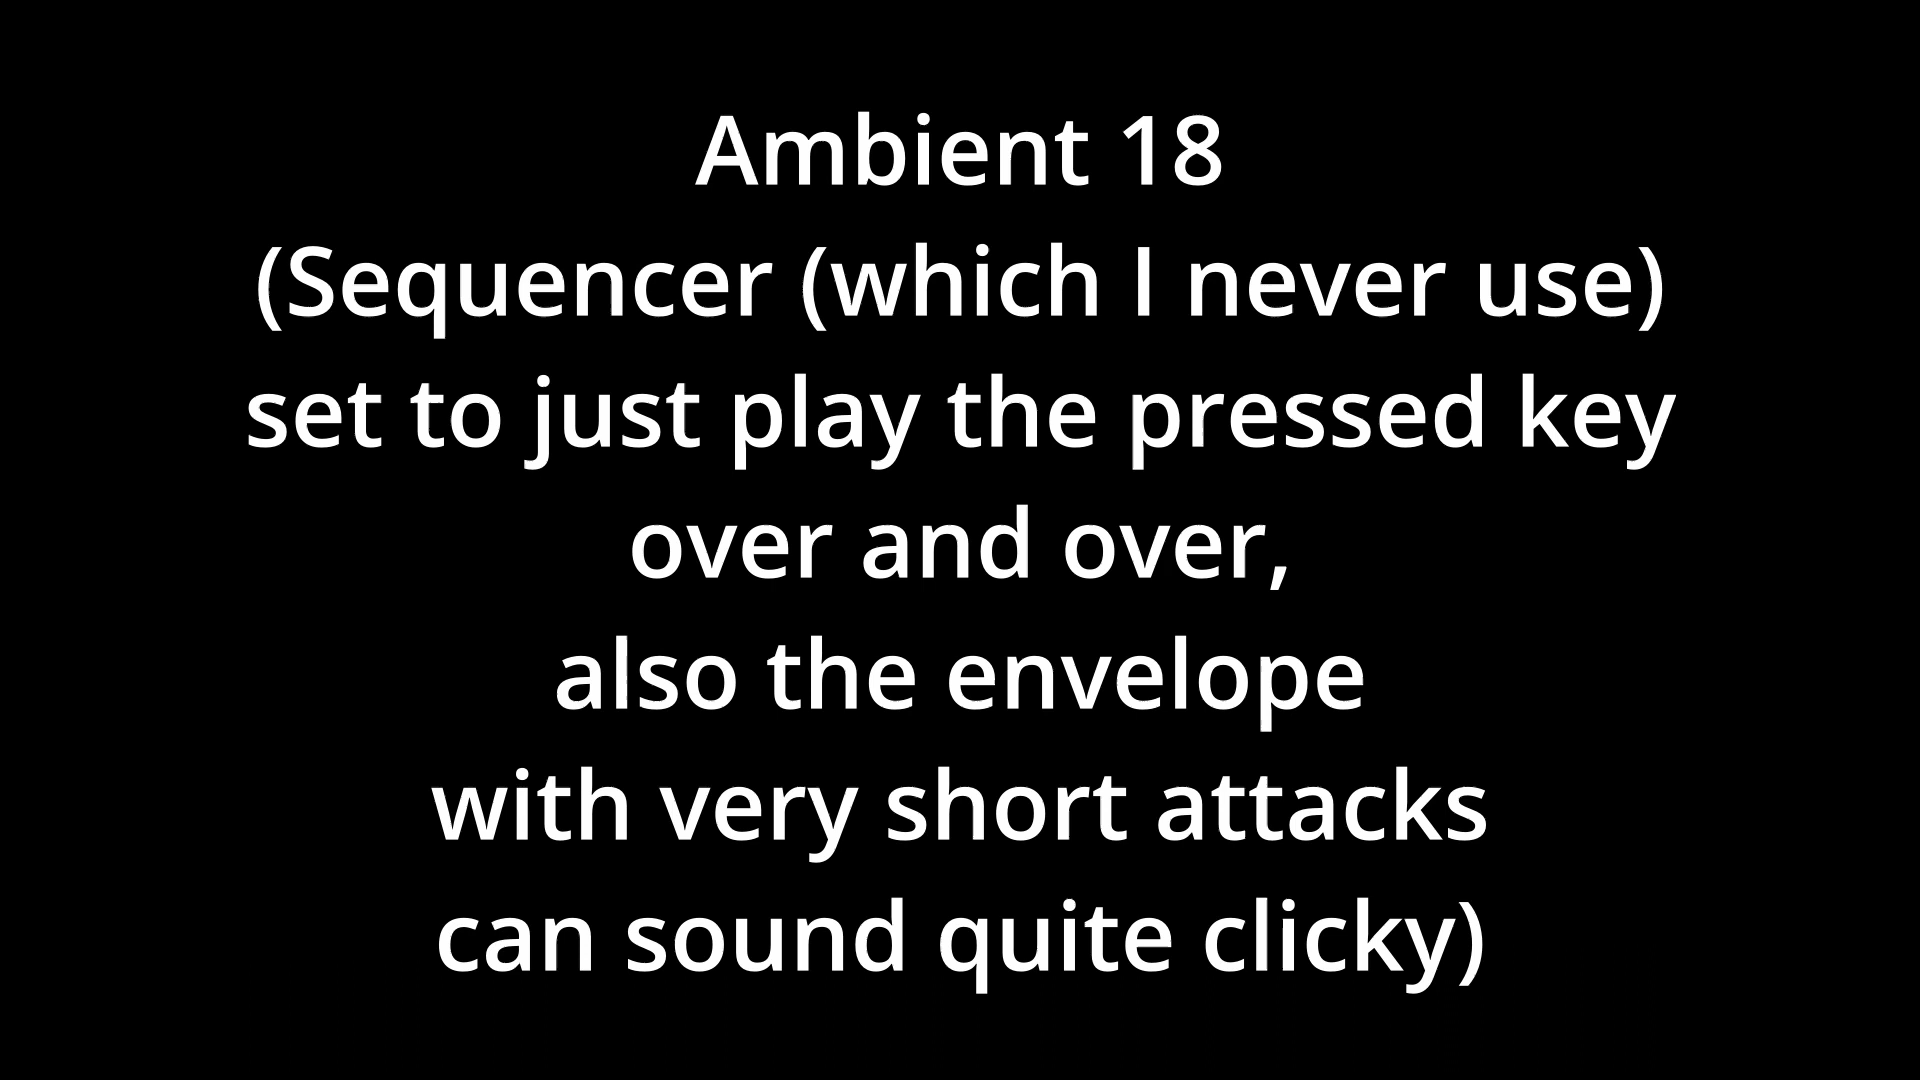 Ambient 18
(Sequencer (which I never use)
set to just play the pressed key
over and over,
also the envelope
with very short attacks
can sound quite clicky)